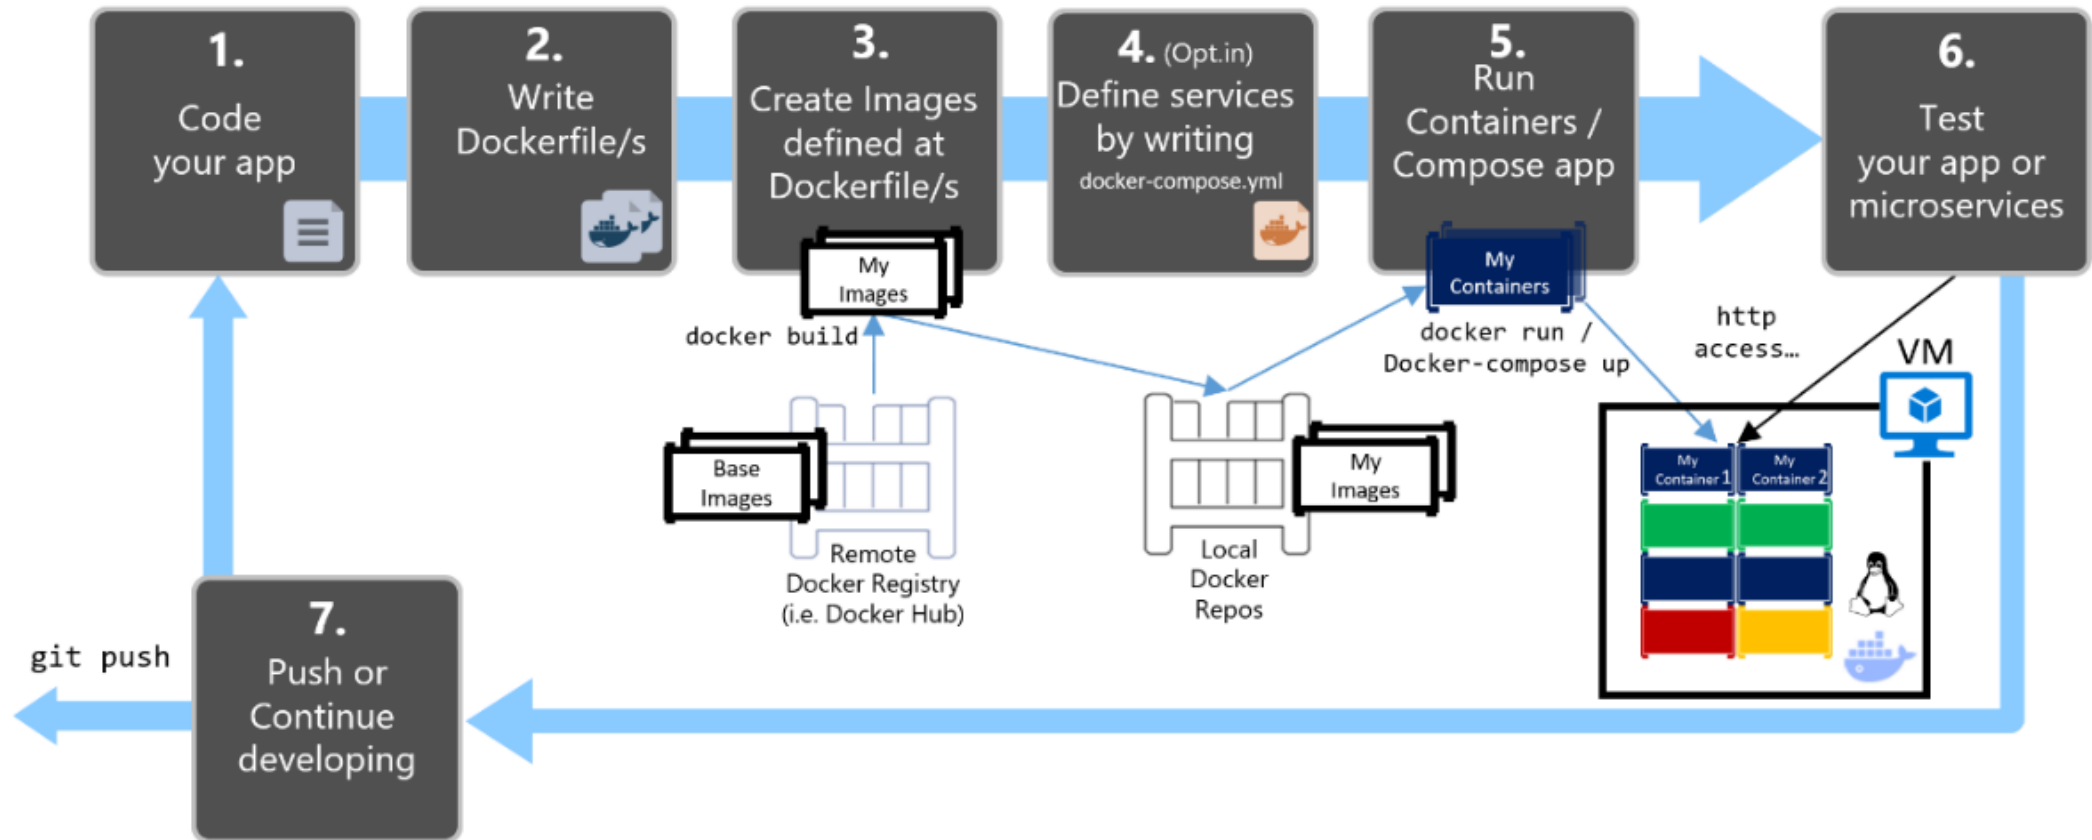 1.
Code
your app
2.
Write
Dockerfile/s
3.
Create Images
defined at
Dockerfile/s
My
Images
4. (Opt.in)
Define services
by writing
docker-compose.yml
5.
Run
Containers /
Compose app
My
Containers
6.
Test
your app or
microservices
docker build
docker run /
Docker-compose up
http
access…
VM
Base
Images
Remote
Docker Registry
(i.e. Docker Hub)
My
Images
Local
Docker
Repos
My
Container 1
My
Container 2
7.
Push or
Continue
developing
git push